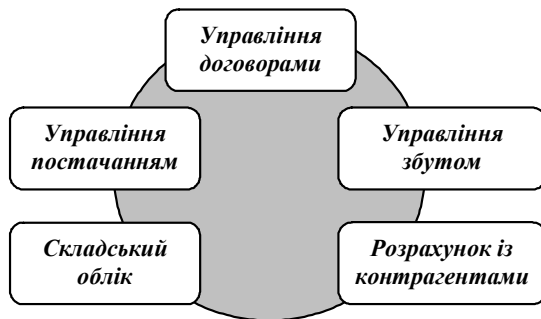 Управління
договорами
Управління
постачанням
Управління
збутом
Складський
облік
Розрахунок із
контрагентами